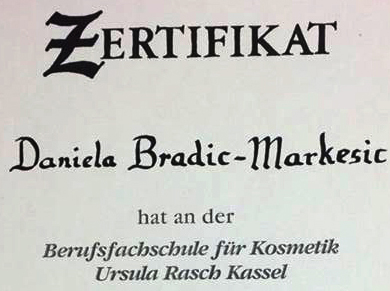 ZERTIFIKAT
Daniela Bradic-Markesic
hat an der
Berufsfachschule für Kosmetik
Ursula Rasch Kassel